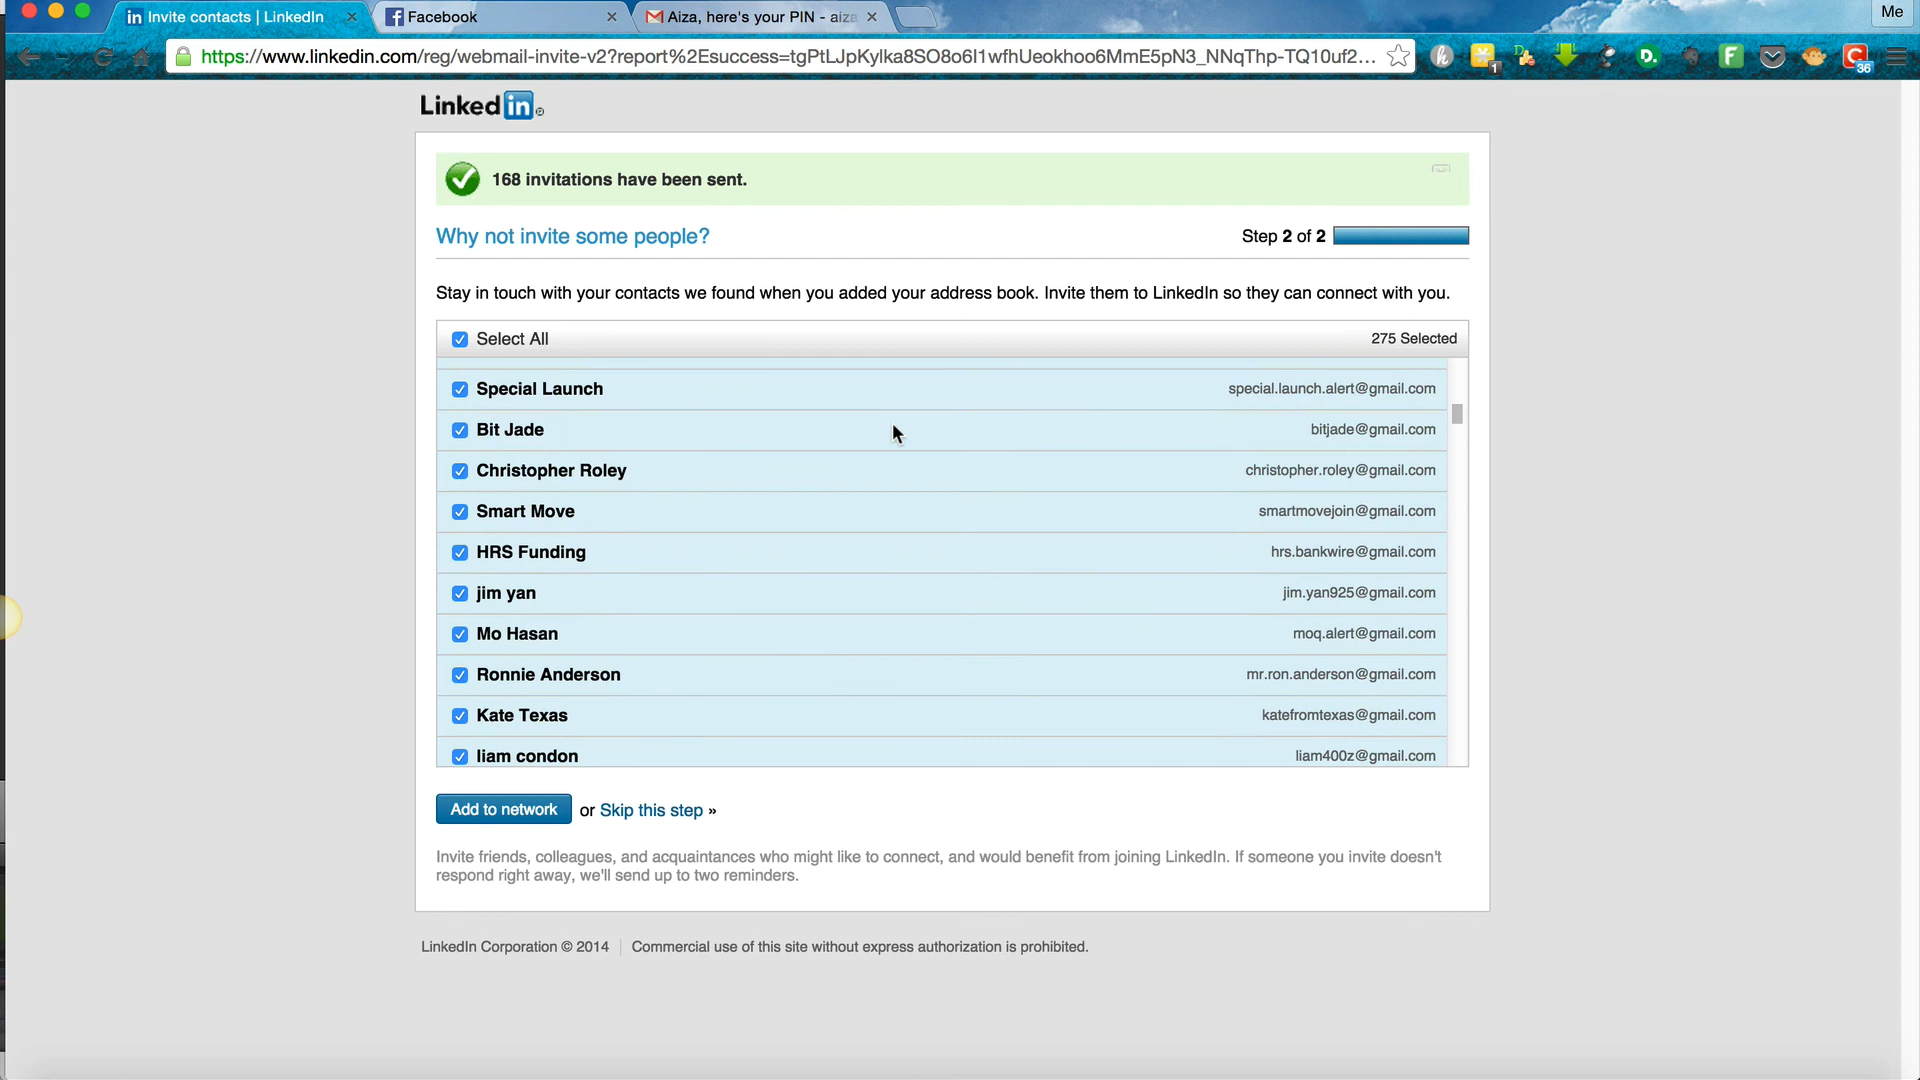 Invite contacts | LinkedIn
Facebook
Aiza, here's your PIN - aiza
Me
https://www.linkedin.com/reg/webmail-invite-v2?report%2Esuccess=tgPtLJpKylka8SO8o6I1wfhUeokhoo6MmE5pN3_NNqThp-TQ10uf2...
1
36
Linked in
168 invitations have been sent.
Why not invite some people?
Step 2 of 2
Stay in touch with your contacts we found when you added your address book. Invite them to LinkedIn so they can connect with you.
Select All
275 Selected
Special Launch special.launch.alert@gmail.com
Bit Jade bitjade@gmail.com
Christopher Roley christopher.roley@gmail.com
Smart Move smartmovejoin@gmail.com
HRS Funding hrs.bankwire@gmail.com
jim yan jim.yan925@gmail.com
Mo Hasan moq.alert@gmail.com
Ronnie Anderson mr.ron.anderson@gmail.com
Kate Texas katefromtexas@gmail.com
liam condon liam400z@gmail.com
Add to network or Skip this step »
Invite friends, colleagues, and acquaintances who might like to connect, and would benefit from joining LinkedIn. If someone you invite doesn't
respond right away, we'll send up to two reminders.
LinkedIn Corporation © 2014 | Commercial use of this site without express authorization is prohibited.